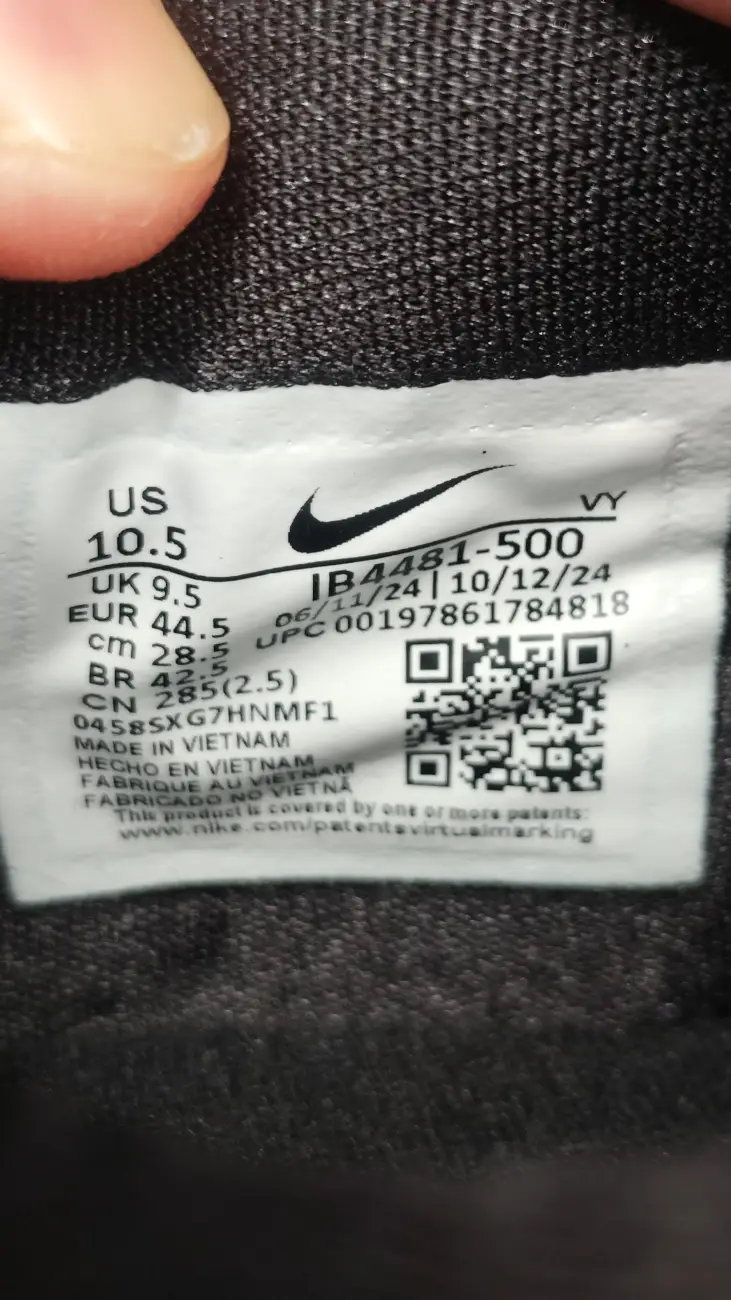 US
10.5
VY
UK 9.5
EUR 44.5
cm 28.5
BR 42.5
CN 285(2.5)
IB4481-500
06/11/24 | 10/12/24
UPC 00197861784818
0458SXG7HNMF1
MADE IN VIETNAM
HECHO EN VIETNAM
FABRIQUE AU VIETNAM
FABRICADO NO VIETNÃ
This product is covered by one or more patents:
www.nike.com/patentsvirtualmarking